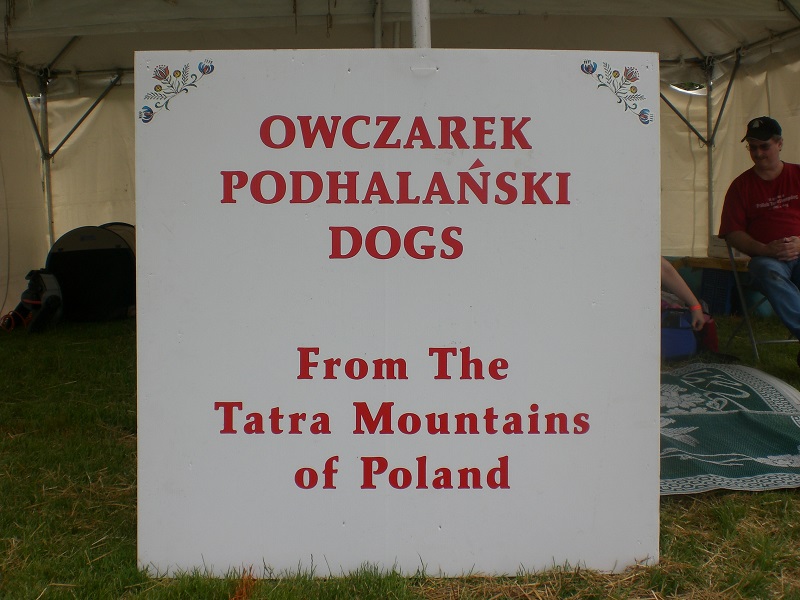 OWCZAREK
PODHALAŃSKI
DOGS
From The
Tatra Mountains
of Poland